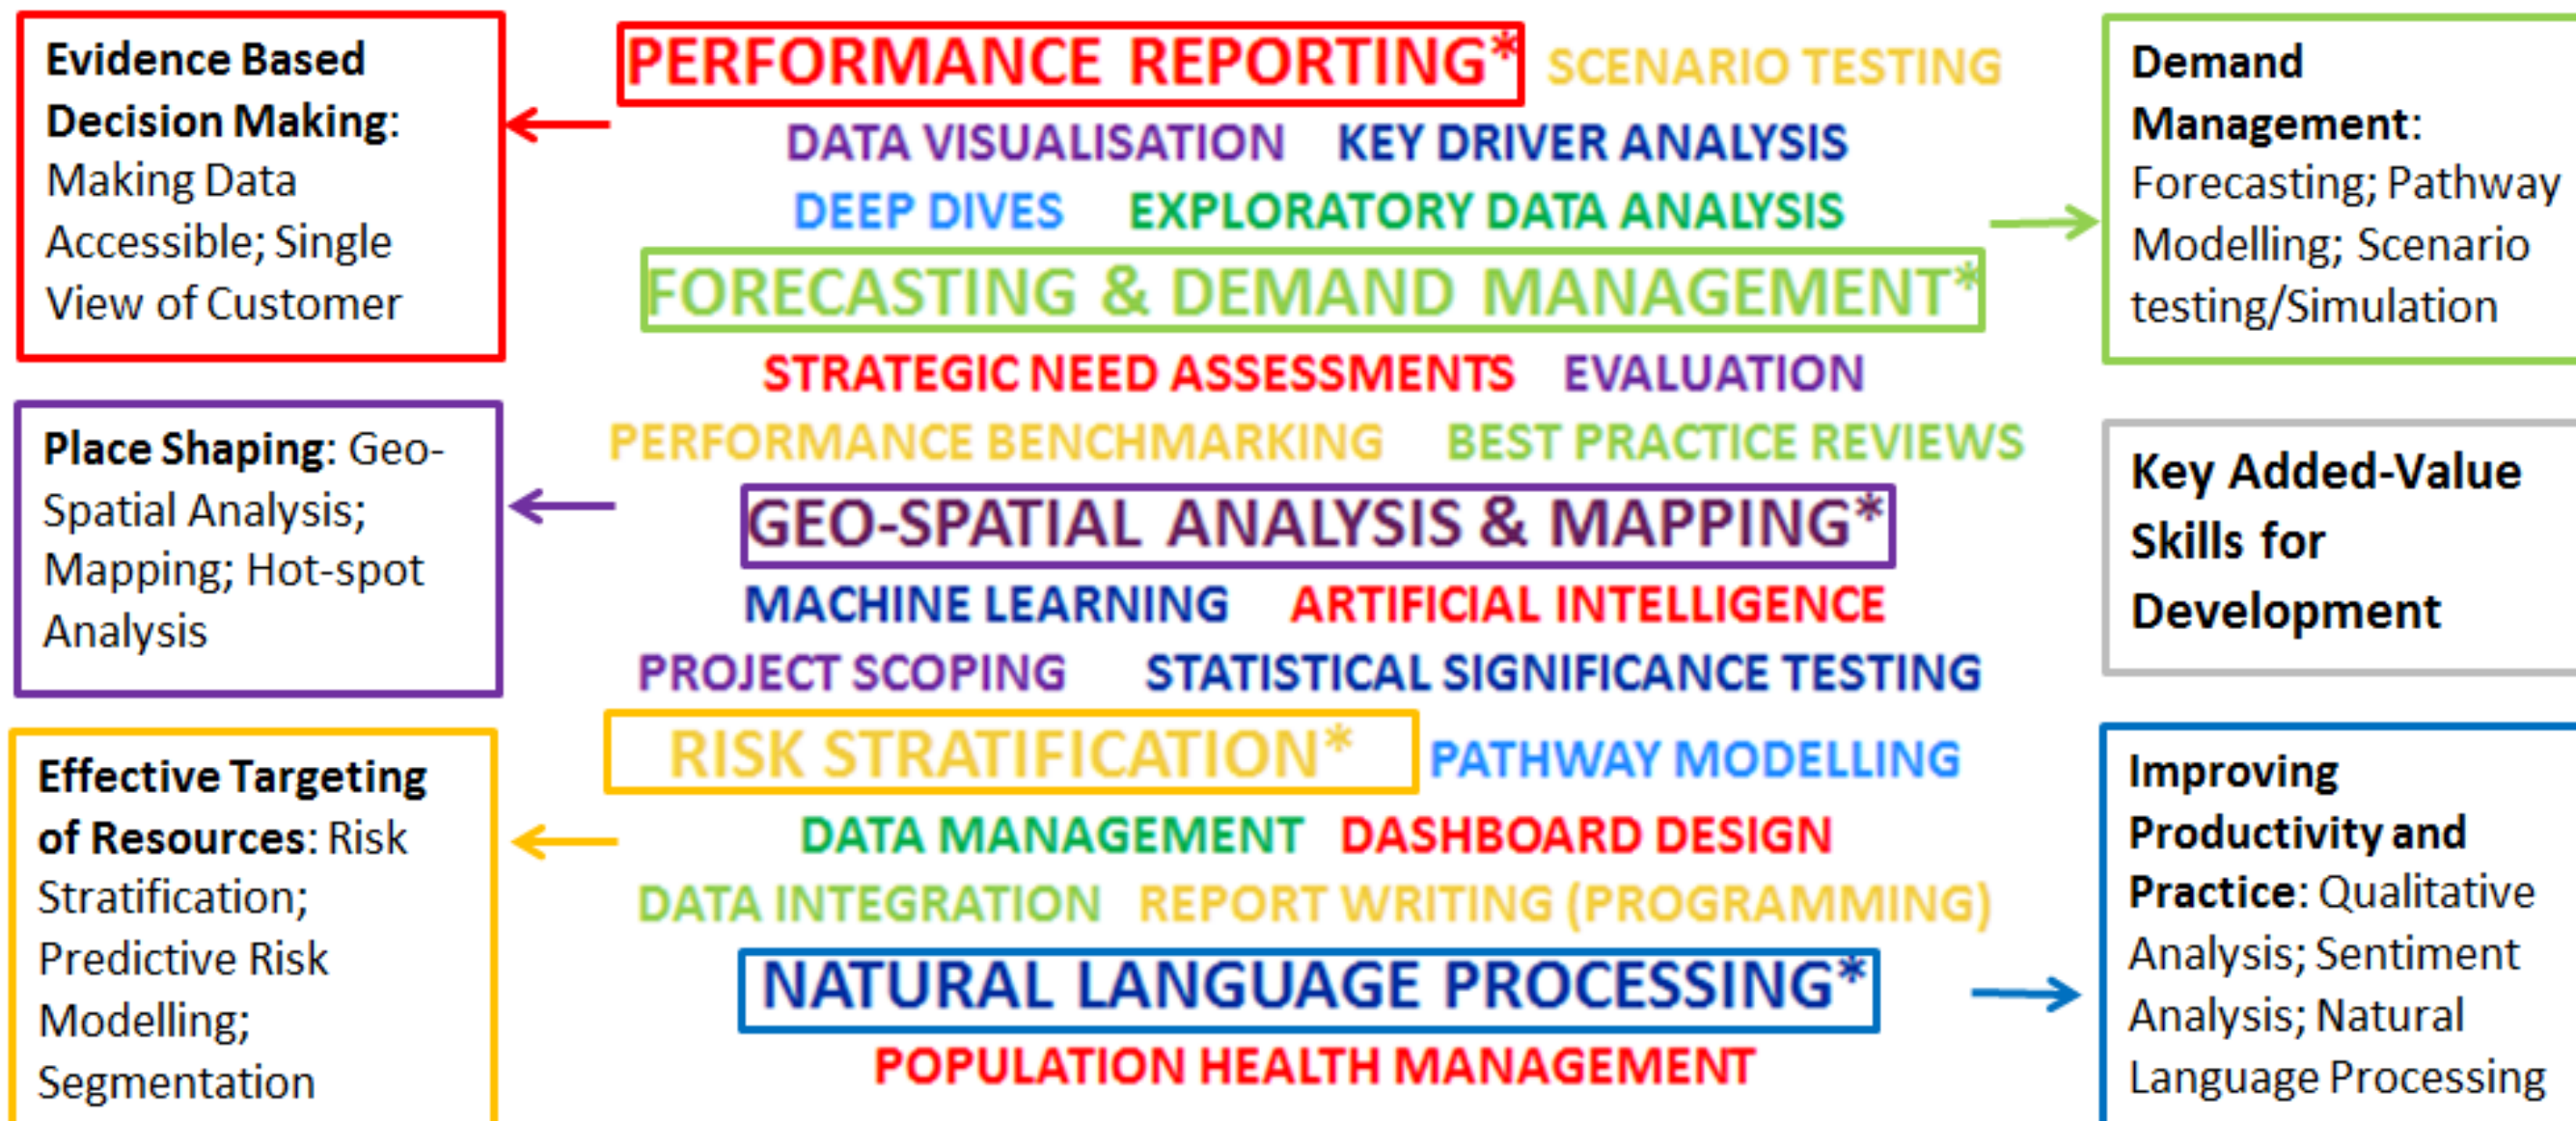 Evidence Based
Decision Making:
Making Data
Accessible; Single
View of Customer
Place Shaping: Geo-
Spatial Analysis;
Mapping; Hot-spot
Analysis
Effective Targeting
of Resources: Risk
Stratification;
Predictive Risk
Modelling;
Segmentation
PERFORMANCE REPORTING* SCENARIO TESTING
DATA VISUALISATION KEY DRIVER ANALYSIS
DEEP DIVES EXPLORATORY DATA ANALYSIS
FORECASTING & DEMAND MANAGEMENT*
STRATEGIC NEED ASSESSMENTS EVALUATION
PERFORMANCE BENCHMARKING BEST PRACTICE REVIEWS
GEO-SPATIAL ANALYSIS & MAPPING*
MACHINE LEARNING ARTIFICIAL INTELLIGENCE
PROJECT SCOPING STATISTICAL SIGNIFICANCE TESTING
RISK STRATIFICATION* PATHWAY MODELLING
DATA MANAGEMENT DASHBOARD DESIGN
DATA INTEGRATION REPORT WRITING (PROGRAMMING)
NATURAL LANGUAGE PROCESSING*
POPULATION HEALTH MANAGEMENT
Demand
Management:
Forecasting; Pathway
Modelling; Scenario
testing/Simulation
Key Added-Value
Skills for
Development
Improving
Productivity and
Practice: Qualitative
Analysis; Sentiment
Analysis; Natural
Language Processing